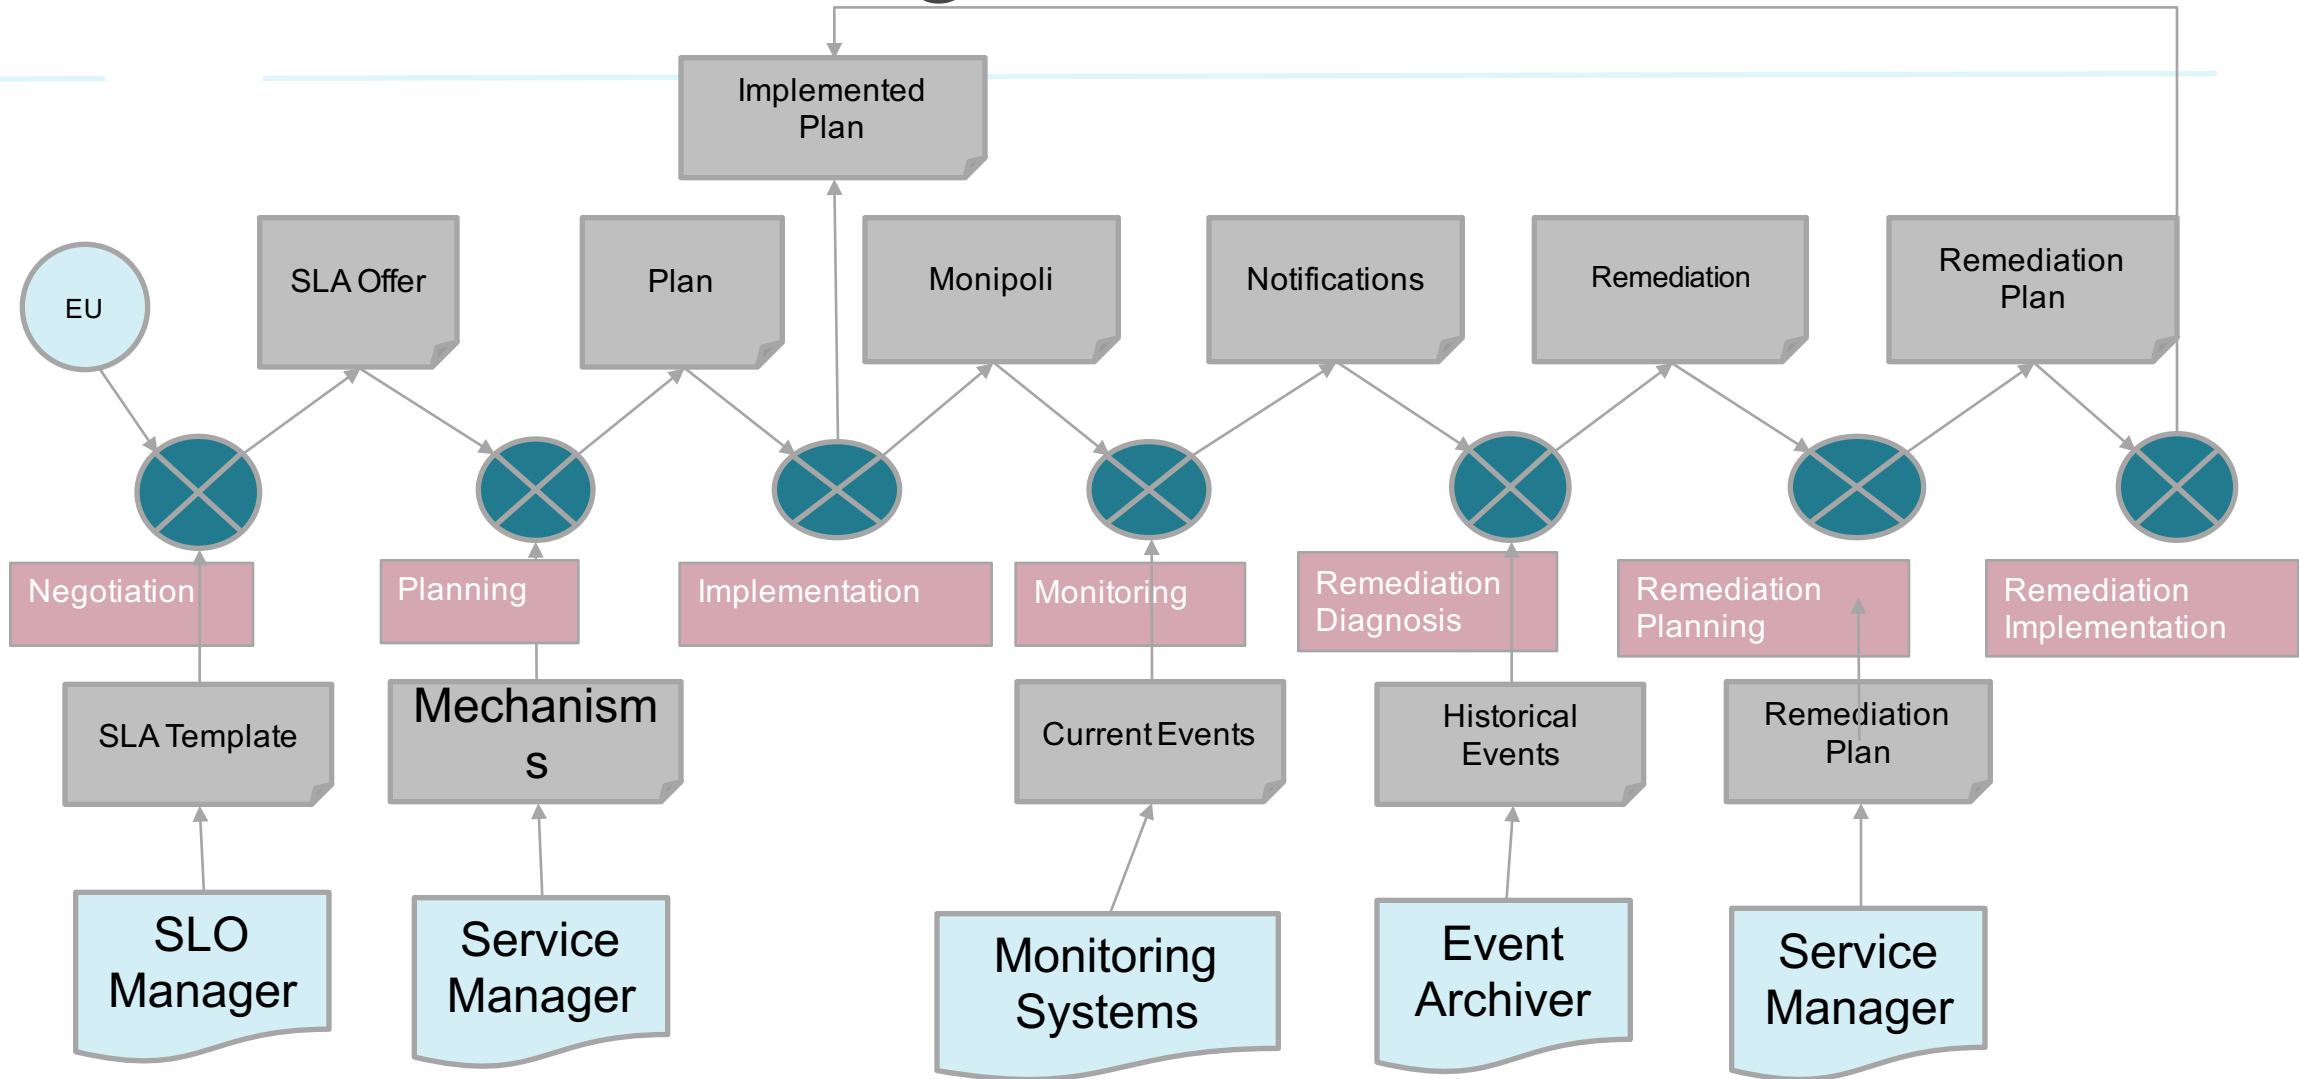 Implemented
Plan
EU
SLA Offer
Plan
Monipoli
Notifications
Remediation
Remediation
Plan
Negotiation
Planning
Implementation
Monitoring
Remediation
Diagnosis
Remediation
Planning
Remediation
Implementation
SLA Template
Mechanism
s
Current Events
Historical
Events
Remediation
Plan
SLO
Manager
Service
Manager
Monitoring
Systems
Event
Archiver
Service
Manager